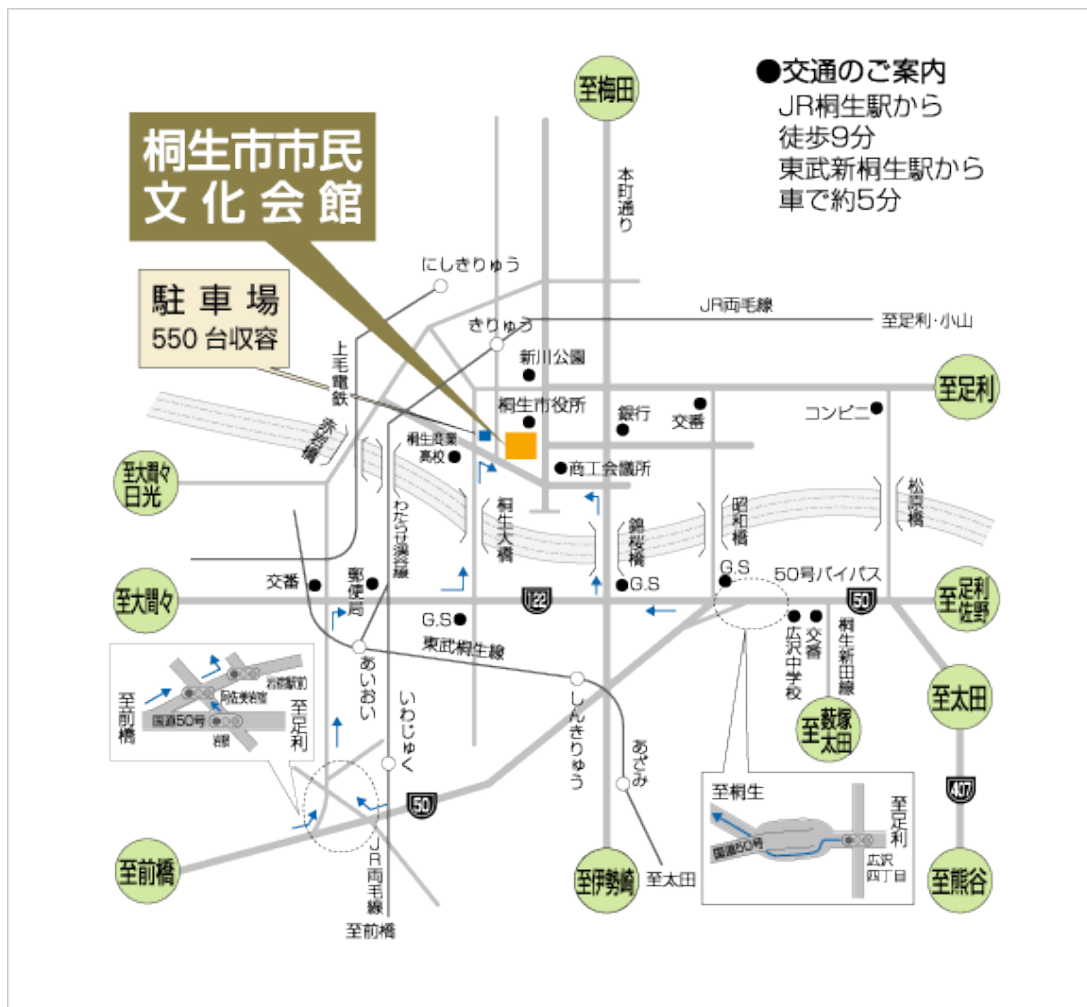 至梅田
●交通のご案内
JR桐生駅から
徒歩9分
東武新桐生駅から
車で約5分
桐生市市民
文化会館
本町通り
駐車場
550台収容
にしきりゅう
きりゅう
JR両毛線
至足利・小山
上毛電鉄
新川公園
至足利
桐生市役所
銀行
交番
コンビニ
赤岩橋
桐生商業
高校
商工会議所
至大間々
日光
わたらせ渓谷線
桐生大橋
錦桜橋
昭和橋
松原橋
交番
郵便局
G.S
50号バイパス
至大間々
122
G.S
50
至足利
佐野
G.S
東武桐生線
広沢中学校
交番
桐生新田線
あいおい
いわじゅく
しんきりゅう
あざみ
至前橋
岩宿駅前
阿佐美岩宿
国道50号
岩宿
至足利
至藪塚
太田
至太田
50
407
至桐生
至足利
国道50号
広沢
四丁目
至前橋
JR両毛線
至前橋
至伊勢崎
至太田
至熊谷